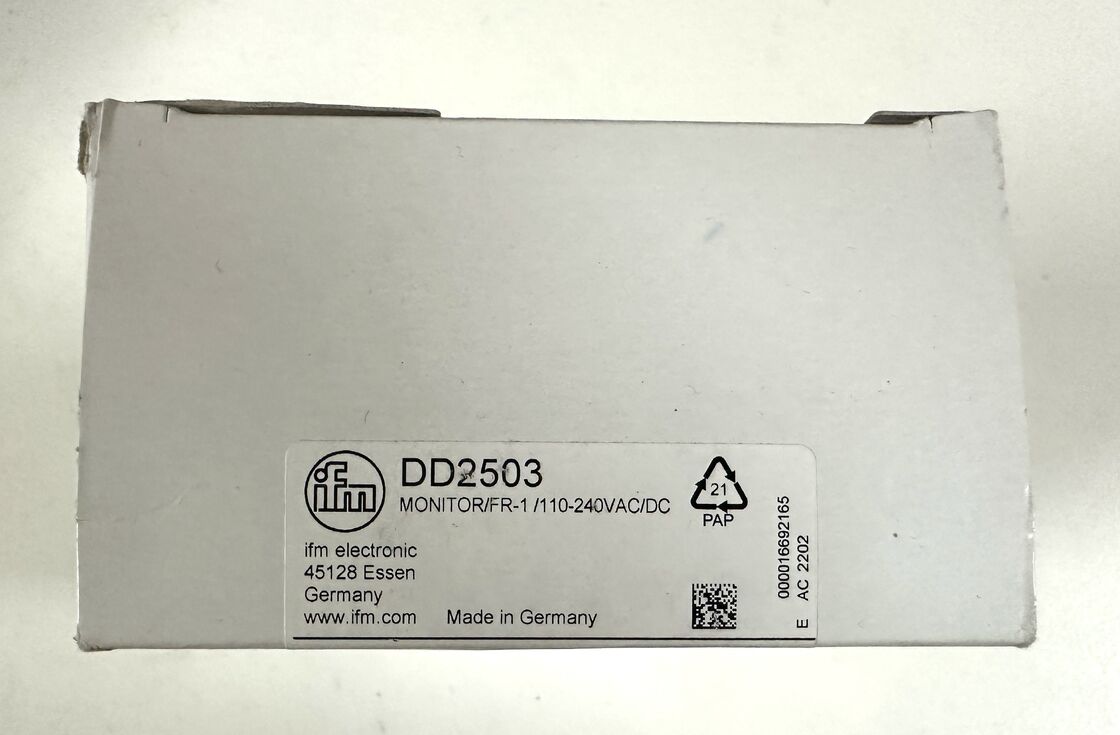 ifm
DD2503
MONITOR/FR-1 /110-240VAC/DC
21
PAP
ifm electronic
45128 Essen
Germany
www.ifm.com
Made in Germany
000016692165
E AC 2202